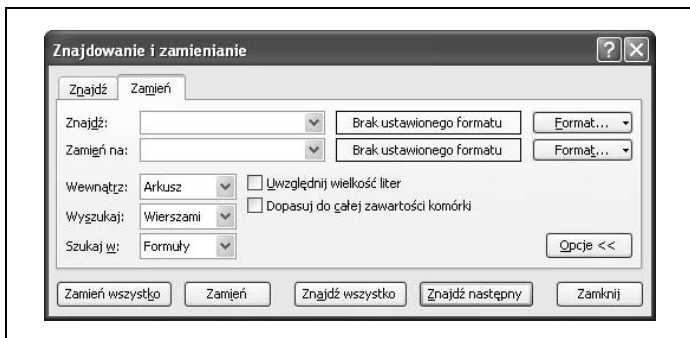 Znajdowanie i zamienianie
Znajdź Zamień
Znajdź: Brak ustawionego formatu Format...
Zamień na: Brak ustawionego formatu Format...
Wewnątrz: Arkusz Uwzględnij wielkość liter
Wyszukaj: Wierszami Dopasuj do całej zawartości komórki
Szukaj w: Formuły Opcje <<
Zamień wszystko Zamień Znajdź wszystko Znajdź następny Zamknij